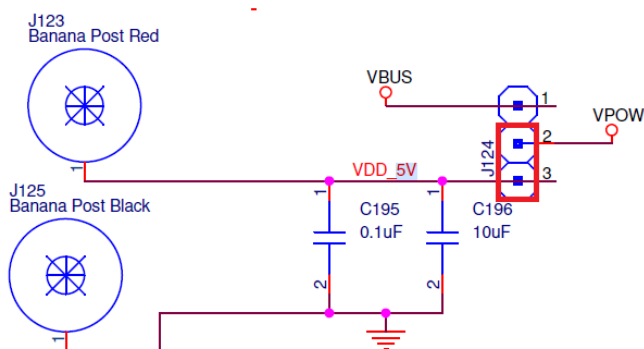 J123
Banana Post Red
VBUS
1
VPOW
2
J124
1
VDD_5V
3
J125
Banana Post Black
1
1
C195
C196
0.1uF
10uF
2
2
1